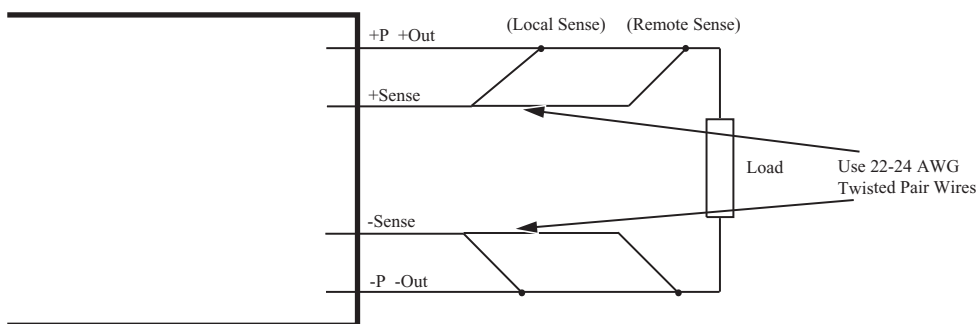 +P +Out
(Local Sense)
(Remote Sense)
+Sense
Load
Use 22-24 AWG
Twisted Pair Wires
-Sense
-P -Out